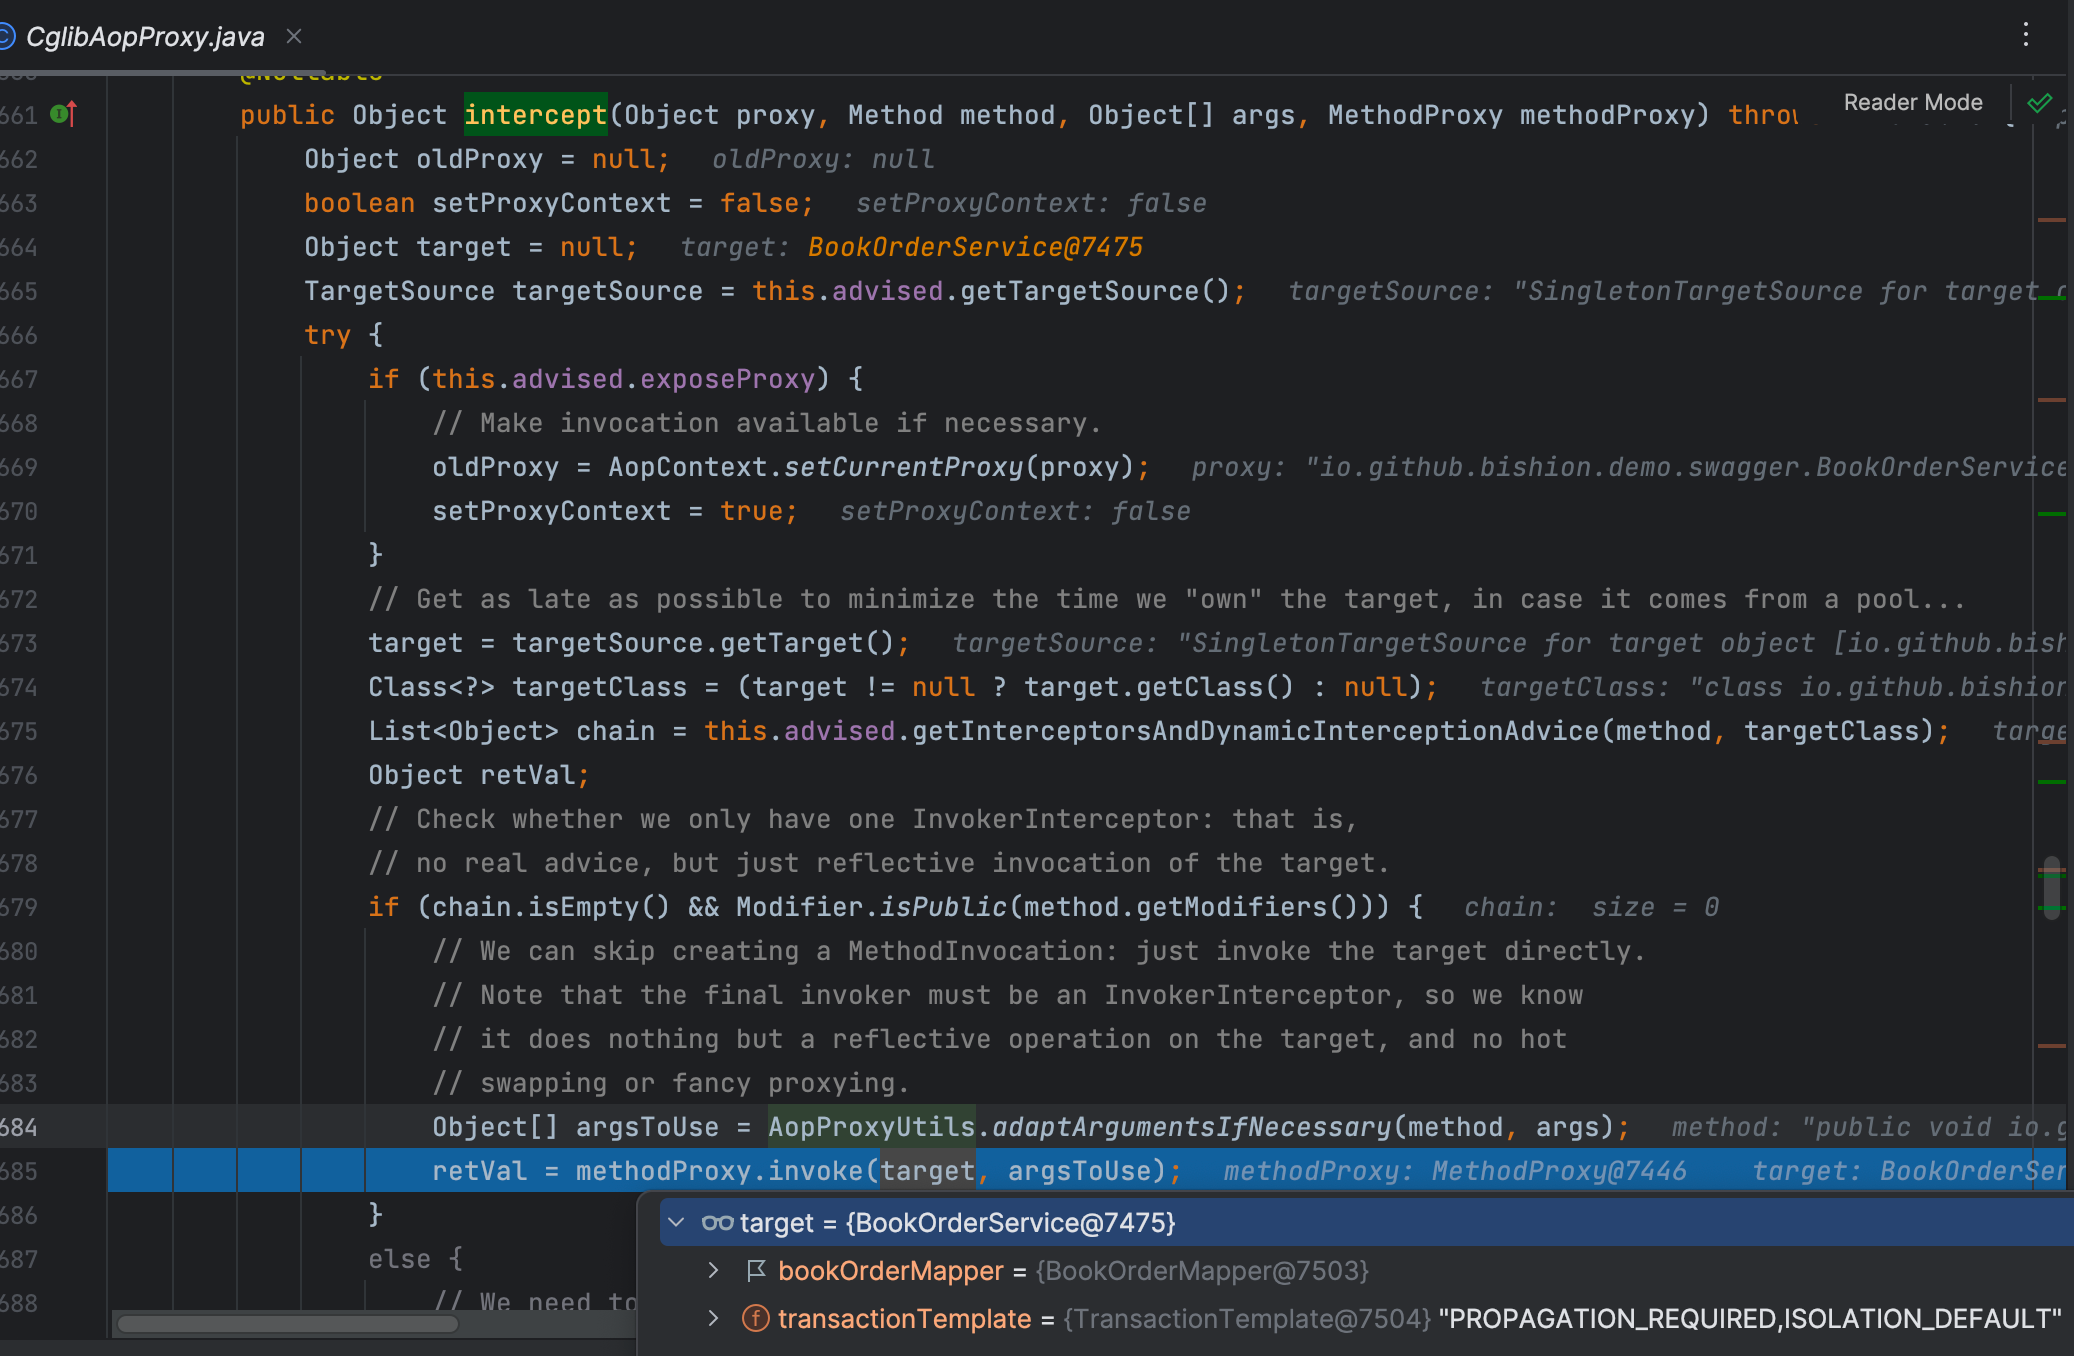 CglibAopProxy.java
Reader Mode
661 public Object intercept(Object proxy, Method method, Object[] args, MethodProxy methodProxy)
662 Object oldProxy = null; oldProxy: null
663 boolean setProxyContext = false; setProxyContext: false
664 Object target = null; target: BookOrderService@7475
665 TargetSource targetSource = this.advised.getTargetSource(); targetSource: "SingletonTargetSource for target
666 try {
667 if (this.advised.exposeProxy) {
668 // Make invocation available if necessary.
669 oldProxy = AopContext.setCurrentProxy(proxy); proxy: "io.github.bishion.demo.swagger.BookOrderService
670 setProxyContext = true; setProxyContext: false
671 }
672 // Get as late as possible to minimize the time we "own" the target, in case it comes from a pool...
673 target = targetSource.getTarget(); targetSource: "SingletonTargetSource for target object [io.github.bish
674 Class<?> targetClass = (target != null ? target.getClass() : null); targetClass: "class io.github.bishion
675 List<Object> chain = this.advised.getInterceptorsAndDynamicInterceptionAdvice(method, targetClass); targe
676 Object retVal;
677 // Check whether we only have one InvokerInterceptor: that is,
678 // no real advice, but just reflective invocation of the target.
679 if (chain.isEmpty() && Modifier.isPublic(method.getModifiers())) { chain: size = 0
680 // We can skip creating a MethodInvocation: just invoke the target directly.
681 // Note that the final invoker must be an InvokerInterceptor, so we know
682 // it does nothing but a reflective operation on the target, and no hot
683 // swapping or fancy proxying.
684 Object[] argsToUse = AopProxyUtils.adaptArgumentsIfNecessary(method, args); method: "public void io.g
685 retVal = methodProxy.invoke(target, argsToUse); methodProxy: MethodProxy@7446 target: BookOrderSer
686 }
687 else {
688 // We need to
target = {BookOrderService@7475}
bookOrderMapper = {BookOrderMapper@7503}
transactionTemplate = {TransactionTemplate@7504} "PROPAGATION_REQUIRED,ISOLATION_DEFAULT"